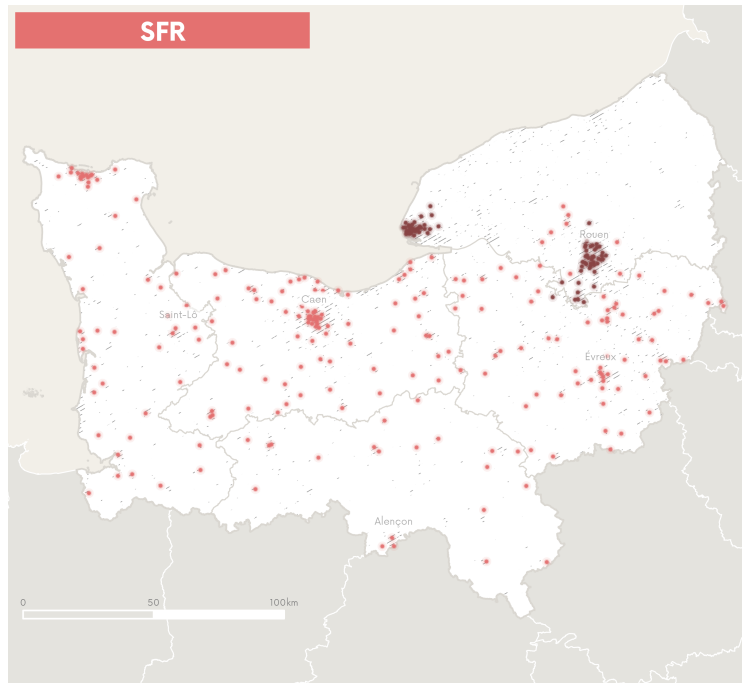 SFR
Rouen
Caen
Saint-Lô
Évreux
Alençon
0 50 100km